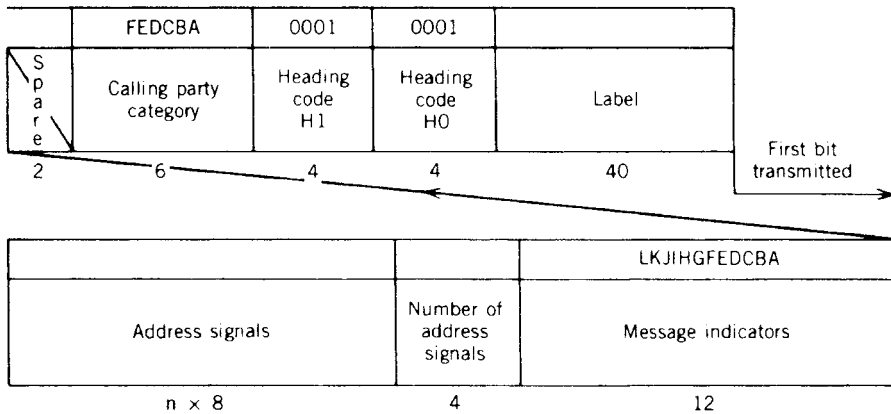 FEDCBA 0001 0001
Spare
Calling party
category
Heading
code
H1
Heading
code
H0
Label
First bit
transmitted
2 6 4 4 40
LKJIHGFEDCBA
Address signals
Number of
address
signals
Message indicators
n × 8 4 12